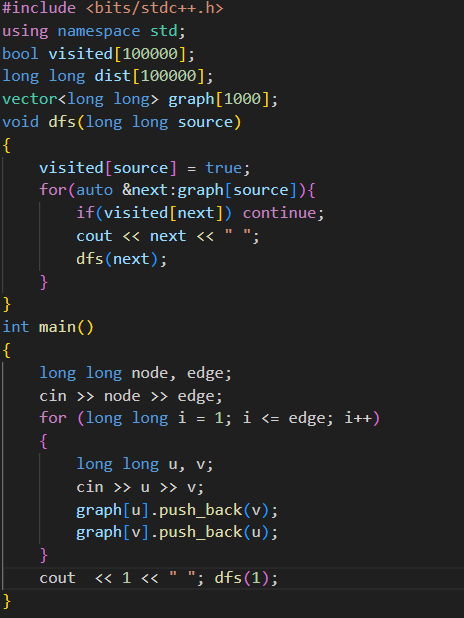 #include <bits/stdc++.h>
using namespace std;
bool visited[100000];
long long dist[100000];
vector<long long> graph[1000];
void dfs(long long source)
{
    visited[source] = true;
    for(auto &next:graph[source]){
        if(visited[next]) continue;
        cout << next << " ";
        dfs(next);
    }
}
int main()
{
    long long node, edge;
    cin >> node >> edge;
    for (long long i = 1; i <= edge; i++)
    {
        long long u, v;
        cin >> u >> v;
        graph[u].push_back(v);
        graph[v].push_back(u);
    }
    cout  << 1 << " "; dfs(1);
}